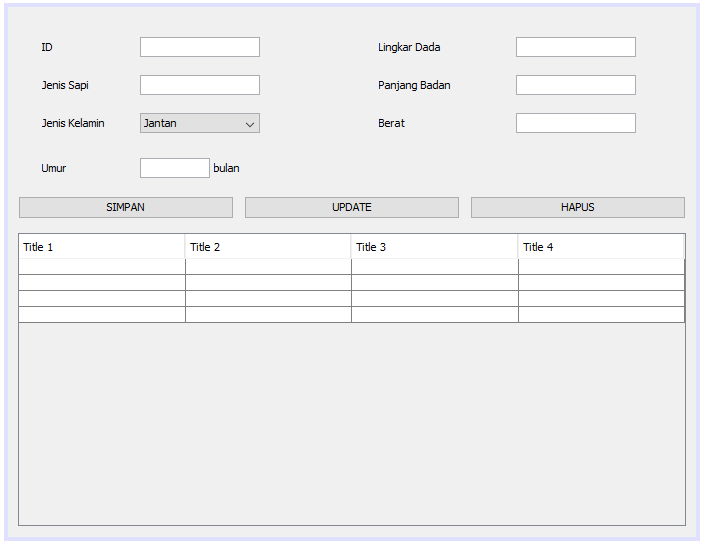 ID
Lingkar Dada
Jenis Sapi
Panjang Badan
Jenis Kelamin
Jantan
Berat
Umur
bulan
SIMPAN
UPDATE
HAPUS
Title 1
Title 2
Title 3
Title 4